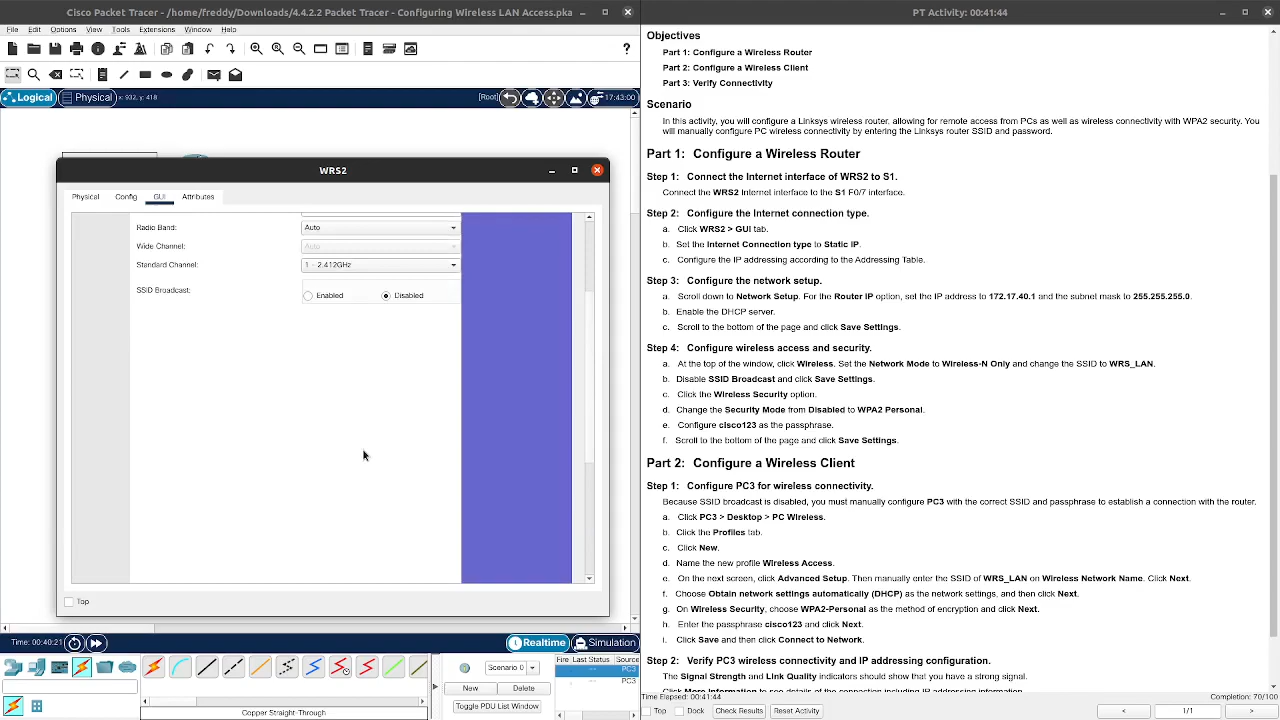 Cisco Packet Tracer - /home/freddy/Downloads/4.4.2.2 Packet Tracer - Configuring Wireless LAN Access.pka
File Edit Options View Tools Extensions Window Help
?
Logical Physical x: 932, y: 418 [Root] 17:43:00
WRS2
Physical Config GUI Attributes
Radio Band: Auto
Wide Channel: Auto
Standard Channel: 1 - 2.412GHz
SSID Broadcast: Enabled Disabled
Top
Time: 00:40:21 Realtime Simulation
Scenario 0
New Delete
Toggle PDU List Window
Fire Last Status Source
-- PC3
-- PC3
Copper Straight-Through
PT Activity: 00:41:44
Objectives
Part 1: Configure a Wireless Router
Part 2: Configure a Wireless Client
Part 3: Verify Connectivity
Scenario
In this activity, you will configure a Linksys wireless router, allowing for remote access from PCs as well as wireless connectivity with WPA2 security. You
will manually configure PC wireless connectivity by entering the Linksys router SSID and password.
Part 1: Configure a Wireless Router
Step 1: Connect the Internet interface of WRS2 to S1.
Connect the WRS2 Internet interface to the S1 F0/7 interface.
Step 2: Configure the Internet connection type.
a. Click WRS2 > GUI tab.
b. Set the Internet Connection type to Static IP.
c. Configure the IP addressing according to the Addressing Table.
Step 3: Configure the network setup.
a. Scroll down to Network Setup. For the Router IP option, set the IP address to 172.17.40.1 and the subnet mask to 255.255.255.0.
b. Enable the DHCP server.
c. Scroll to the bottom of the page and click Save Settings.
Step 4: Configure wireless access and security.
a. At the top of the window, click Wireless. Set the Network Mode to Wireless-N Only and change the SSID to WRS_LAN.
b. Disable SSID Broadcast and click Save Settings.
c. Click the Wireless Security option.
d. Change the Security Mode from Disabled to WPA2 Personal.
e. Configure cisco123 as the passphrase.
f. Scroll to the bottom of the page and click Save Settings.
Part 2: Configure a Wireless Client
Step 1: Configure PC3 for wireless connectivity.
Because SSID broadcast is disabled, you must manually configure PC3 with the correct SSID and passphrase to establish a connection with the router.
a. Click PC3 > Desktop > PC Wireless.
b. Click the Profiles tab.
c. Click New.
d. Name the new profile Wireless Access.
e. On the next screen, click Advanced Setup. Then manually enter the SSID of WRS_LAN on Wireless Network Name. Click Next.
f. Choose Obtain network settings automatically (DHCP) as the network settings, and then click Next.
g. On Wireless Security, choose WPA2-Personal as the method of encryption and click Next.
h. Enter the passphrase cisco123 and click Next.
i. Click Save and then click Connect to Network.
Step 2: Verify PC3 wireless connectivity and IP addressing configuration.
The Signal Strength and Link Quality indicators should show that you have a strong signal.
Click More Information to see details of the connection including IP addressing information.
Time Elapsed: 00:41:44 Completion: 70/100
Top Dock Check Results Reset Activity < 1/1 >